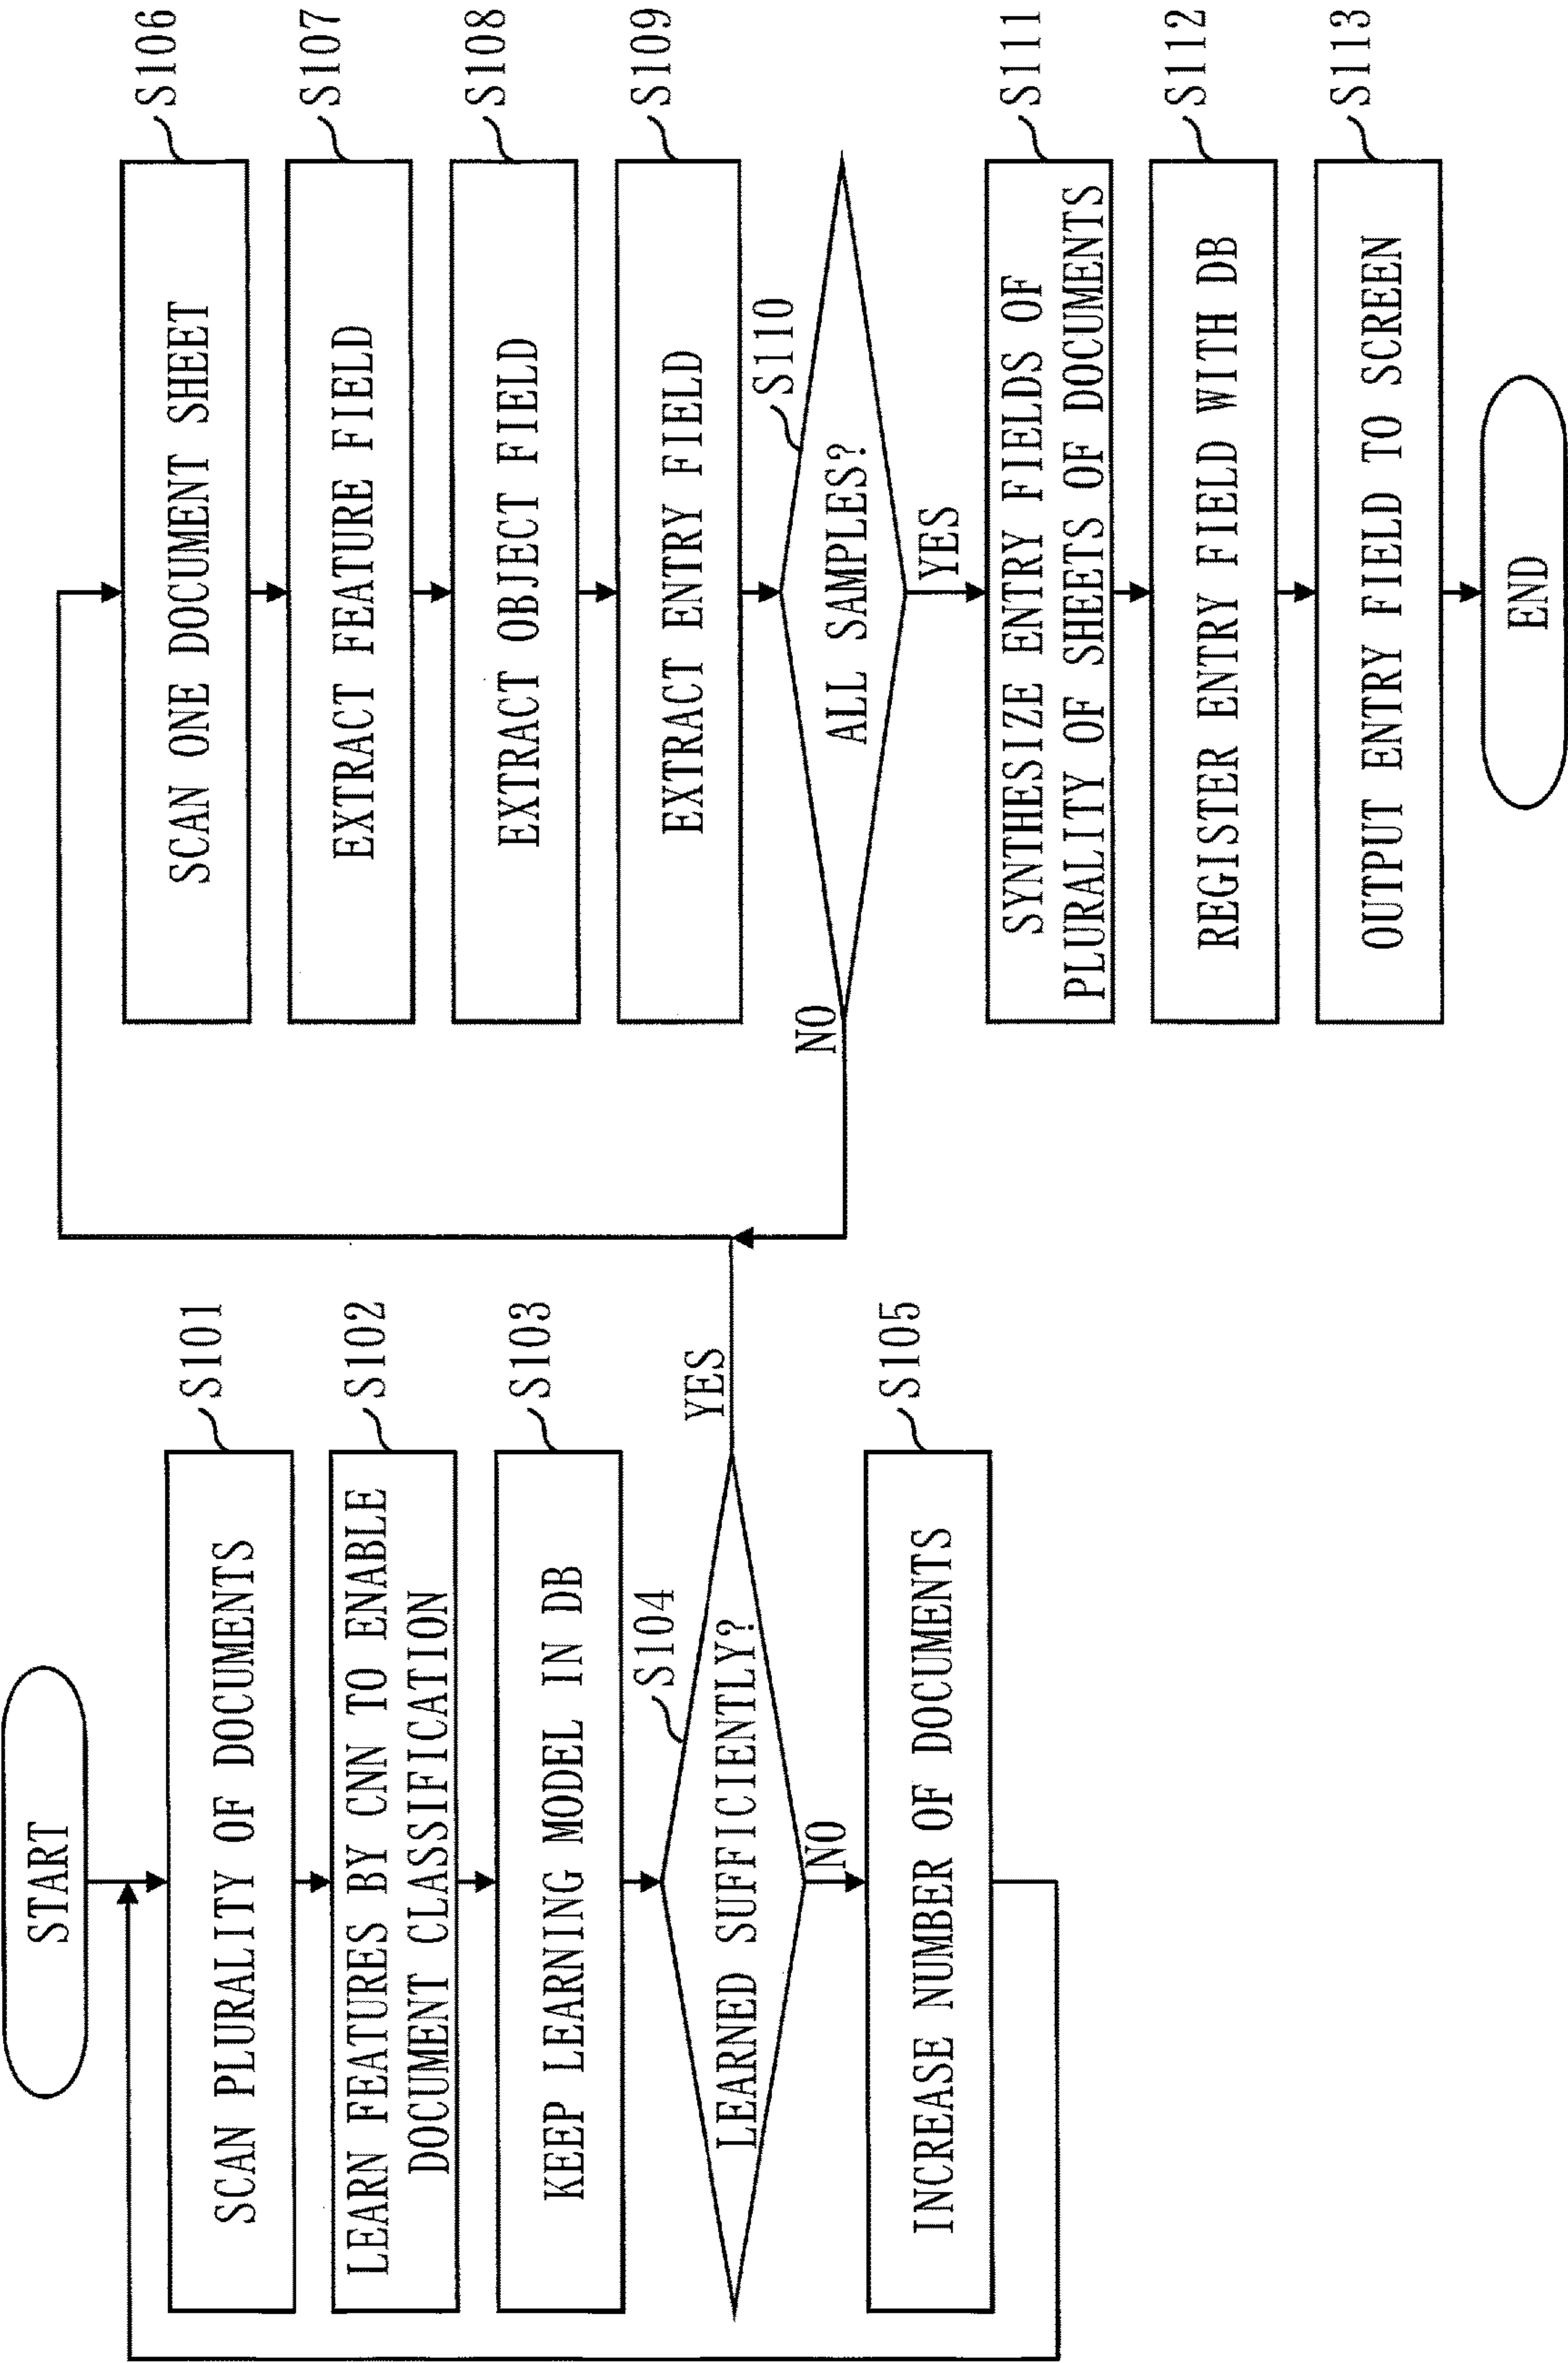 START
SCAN PLURALITY OF DOCUMENTS
S101
LEARN FEATURES BY CNN TO ENABLE
DOCUMENT CLASSIFICATION
S102
KEEP LEARNING MODEL IN DB
S103
LEARNED SUFFICIENTLY?
S104
YES
NO
INCREASE NUMBER OF DOCUMENTS
S105
SCAN ONE DOCUMENT SHEET
S106
EXTRACT FEATURE FIELD
S107
EXTRACT OBJECT FIELD
S108
EXTRACT ENTRY FIELD
S109
ALL SAMPLES?
S110
NO
YES
SYNTHESIZE ENTRY FIELDS OF
PLURALITY OF SHEETS OF DOCUMENTS
S111
REGISTER ENTRY FIELD WITH DB
S112
OUTPUT ENTRY FIELD TO SCREEN
S113
END